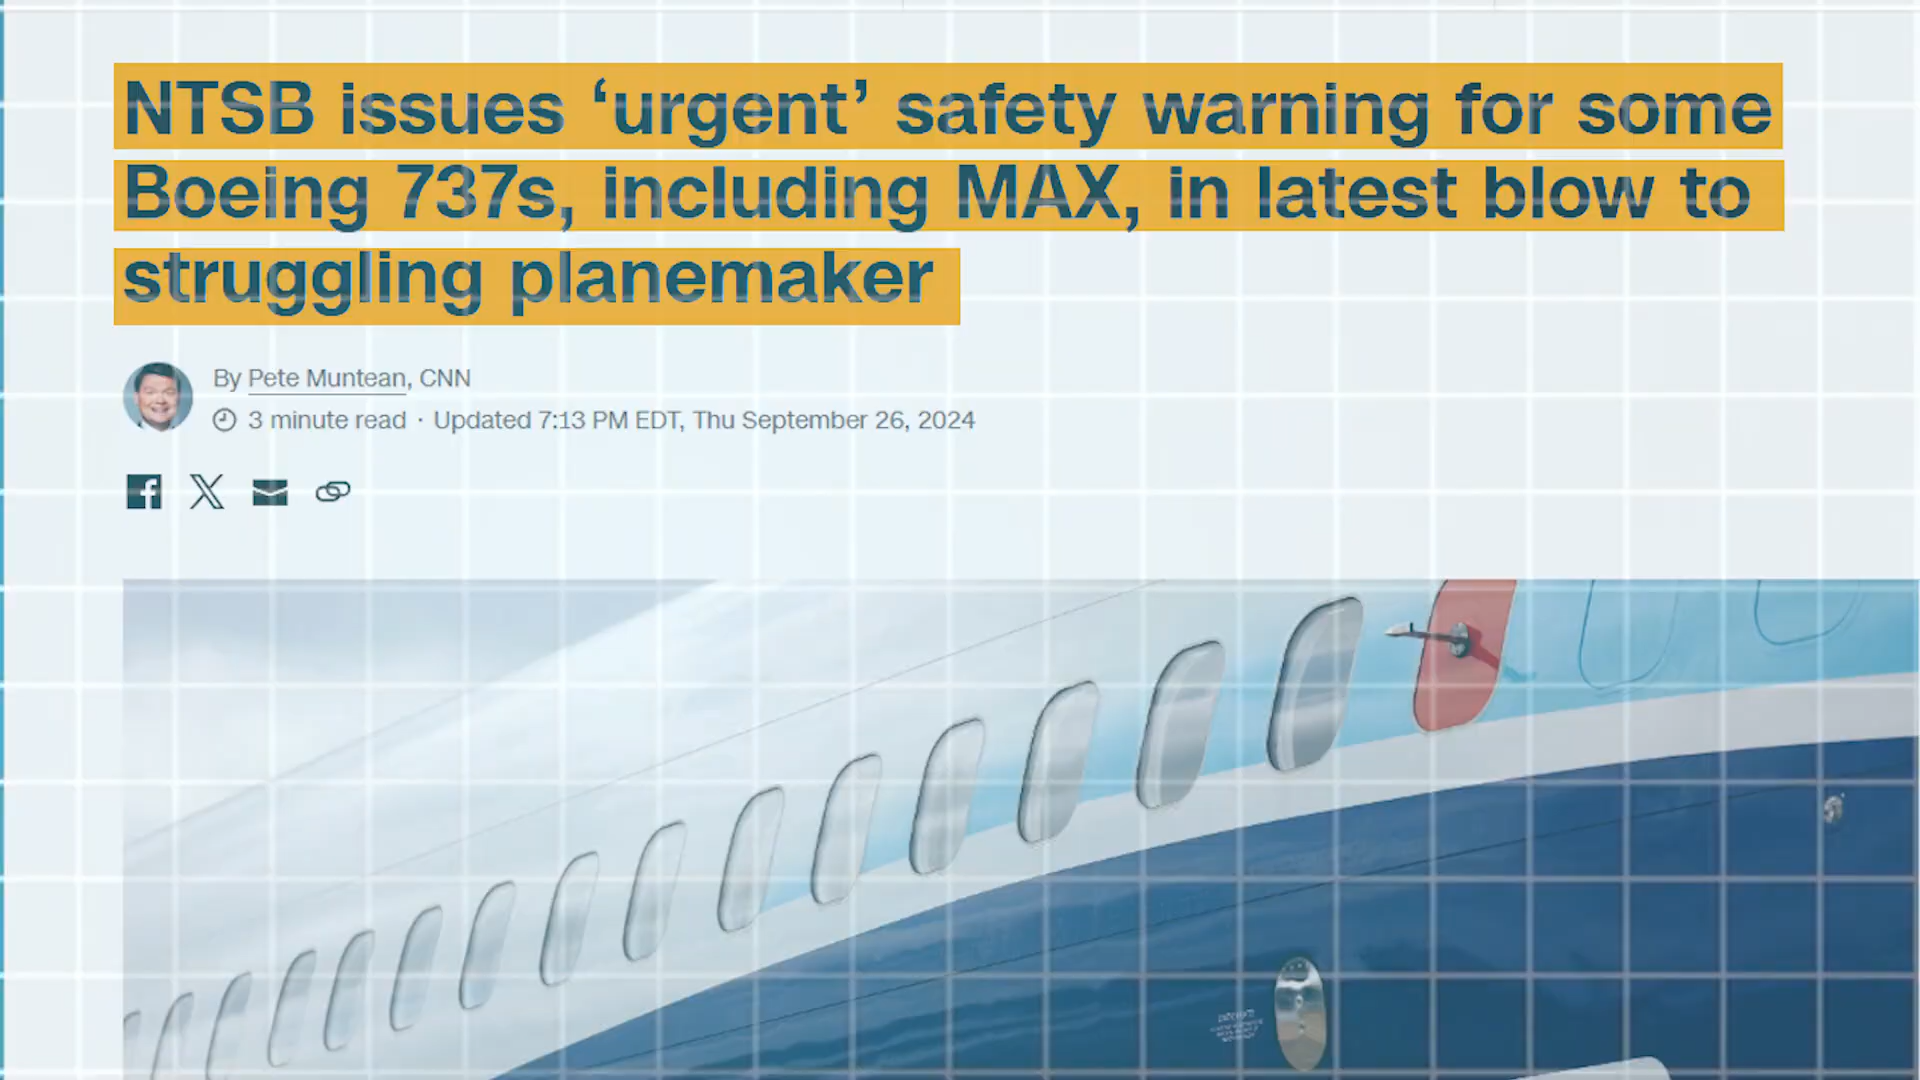 NTSB issues ‘urgent’ safety warning for some
Boeing 737s, including MAX, in latest blow to
struggling planemaker
By Pete Muntean, CNN
3 minute read · Updated 7:13 PM EDT, Thu September 26, 2024